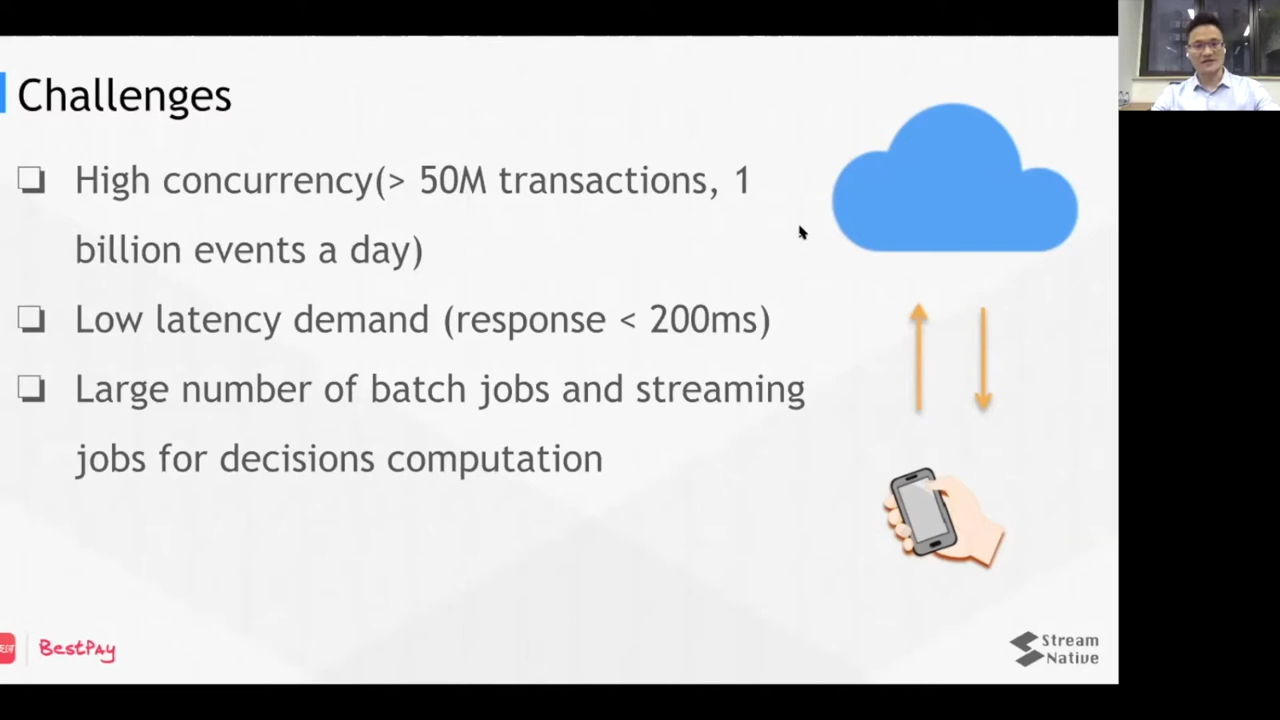 Challenges
High concurrency(> 50M transactions, 1
billion events a day)
Low latency demand (response < 200ms)
Large number of batch jobs and streaming
jobs for decisions computation
BestPay
Stream
Native